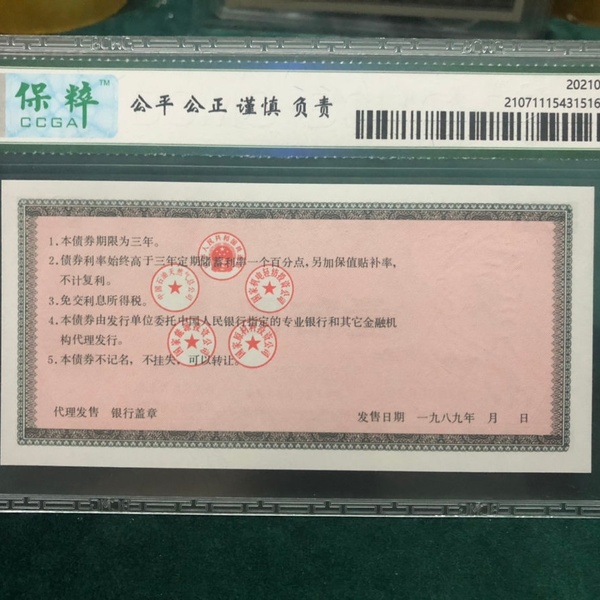 保粹™
CCGA
公平 公正 谨慎 负责
20210
21071115431516
1. 本债券期限为三年。
2. 债券利率始终高于三年定期储蓄利率一个百分点，另加保值贴补率，
不计复利。
3. 免交利息所得税。
4. 本债券由发行单位委托中国人民银行指定的专业银行和其它金融机
构代理发行。
5. 本债券不记名，不挂失，可以转让。
代理发售 银行盖章
发售日期 一九八九年 月 日